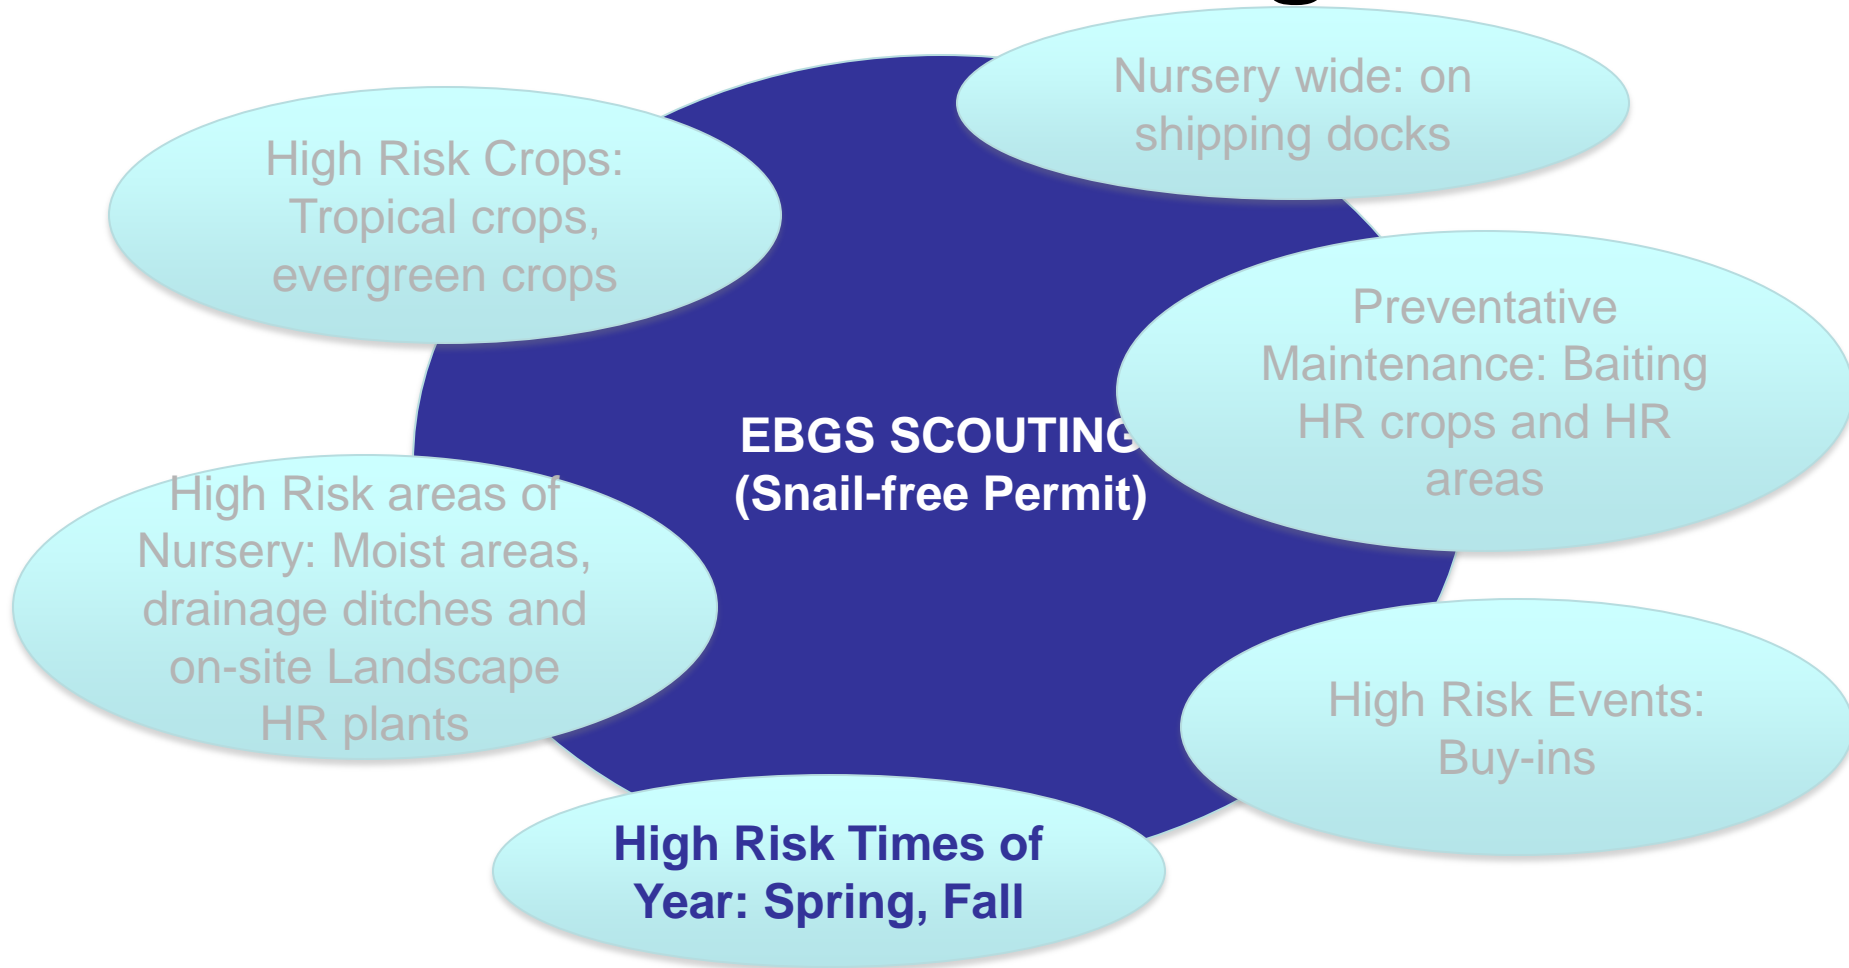 Nursery wide: on
shipping docks
High Risk Crops:
Tropical crops,
evergreen crops
Preventative
Maintenance: Baiting
HR crops and HR
areas
EBGS SCOUTING
(Snail-free Permit)
High Risk areas of
Nursery: Moist areas,
drainage ditches and
on-site Landscape
HR plants
High Risk Events:
Buy-ins
High Risk Times of
Year: Spring, Fall